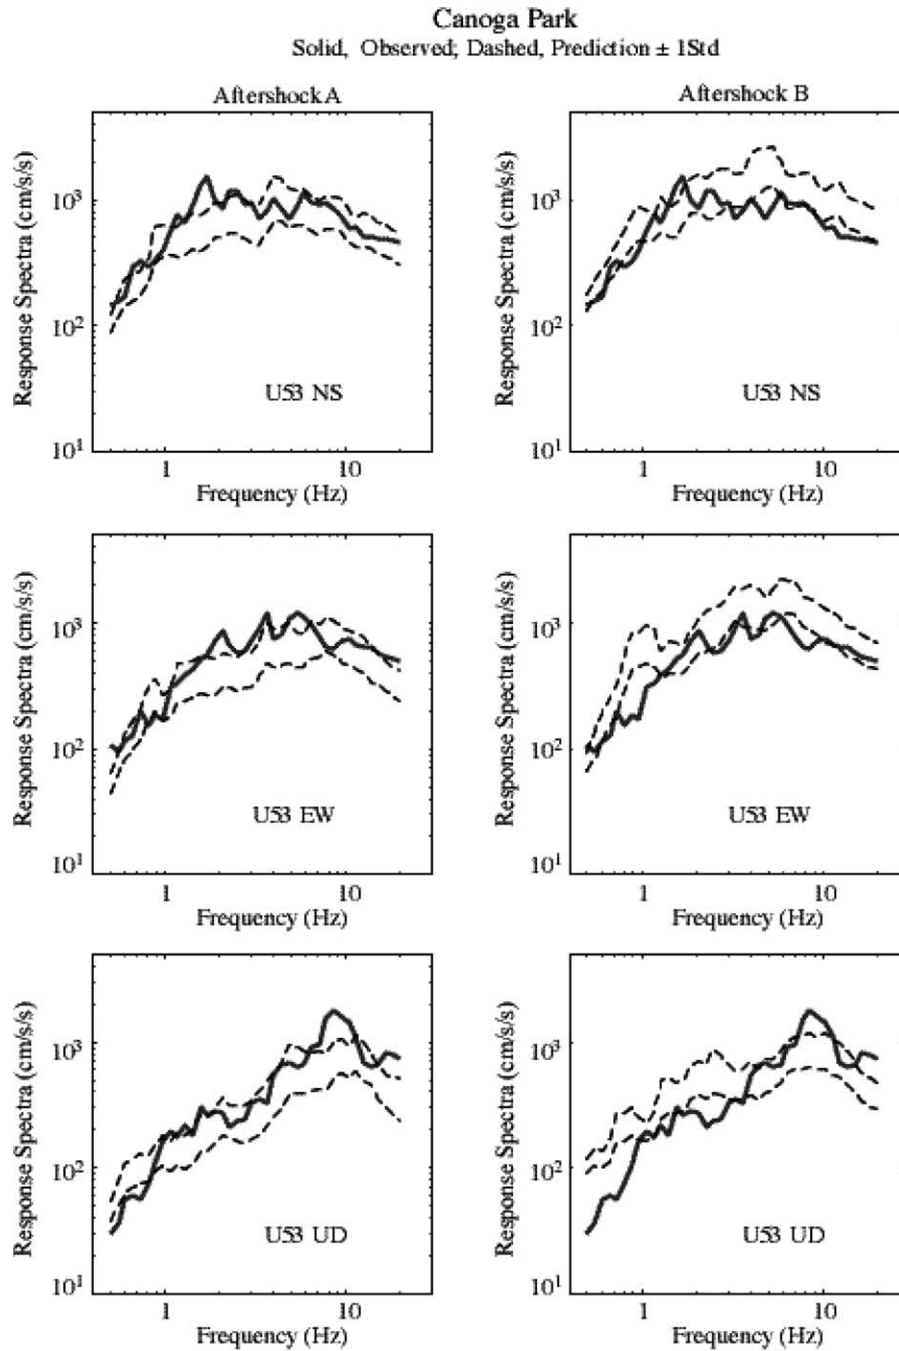 Canoga Park
Solid, Observed; Dashed, Prediction ± 1Std
Aftershock A
Aftershock B
Response Spectra (cm/s/s)
10³
10²
10¹
U53 NS
1
10
Frequency (Hz)
Response Spectra (cm/s/s)
10³
10²
10¹
U53 NS
1
10
Frequency (Hz)
Response Spectra (cm/s/s)
10³
10²
10¹
U53 EW
1
10
Frequency (Hz)
Response Spectra (cm/s/s)
10³
10²
10¹
U53 EW
1
10
Frequency (Hz)
Response Spectra (cm/s/s)
10³
10²
10¹
U53 UD
1
10
Frequency (Hz)
Response Spectra (cm/s/s)
10³
10²
10¹
U53 UD
1
10
Frequency (Hz)